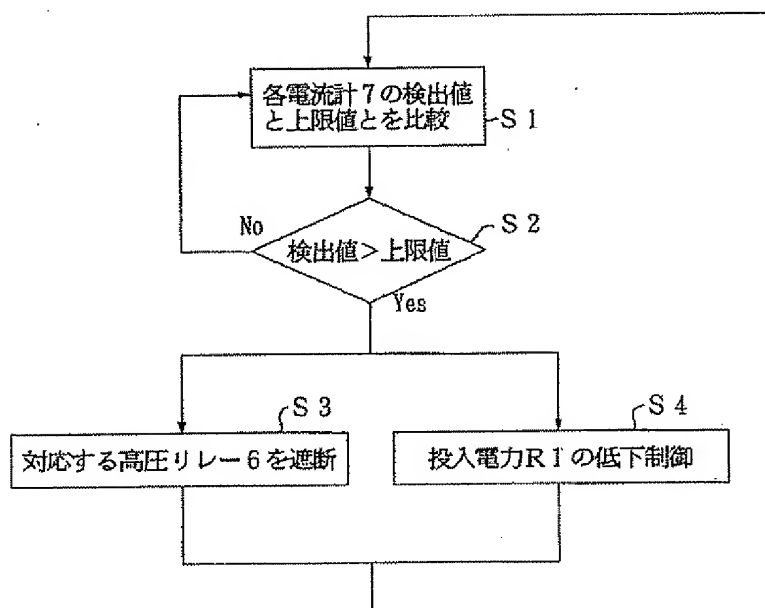 各電流計7の検出値
と上限値とを比較
S1
No
S2
検出値>上限値
Yes
S3
S4
対応する高圧リレー6を遮断
投入電力R1の低下制御